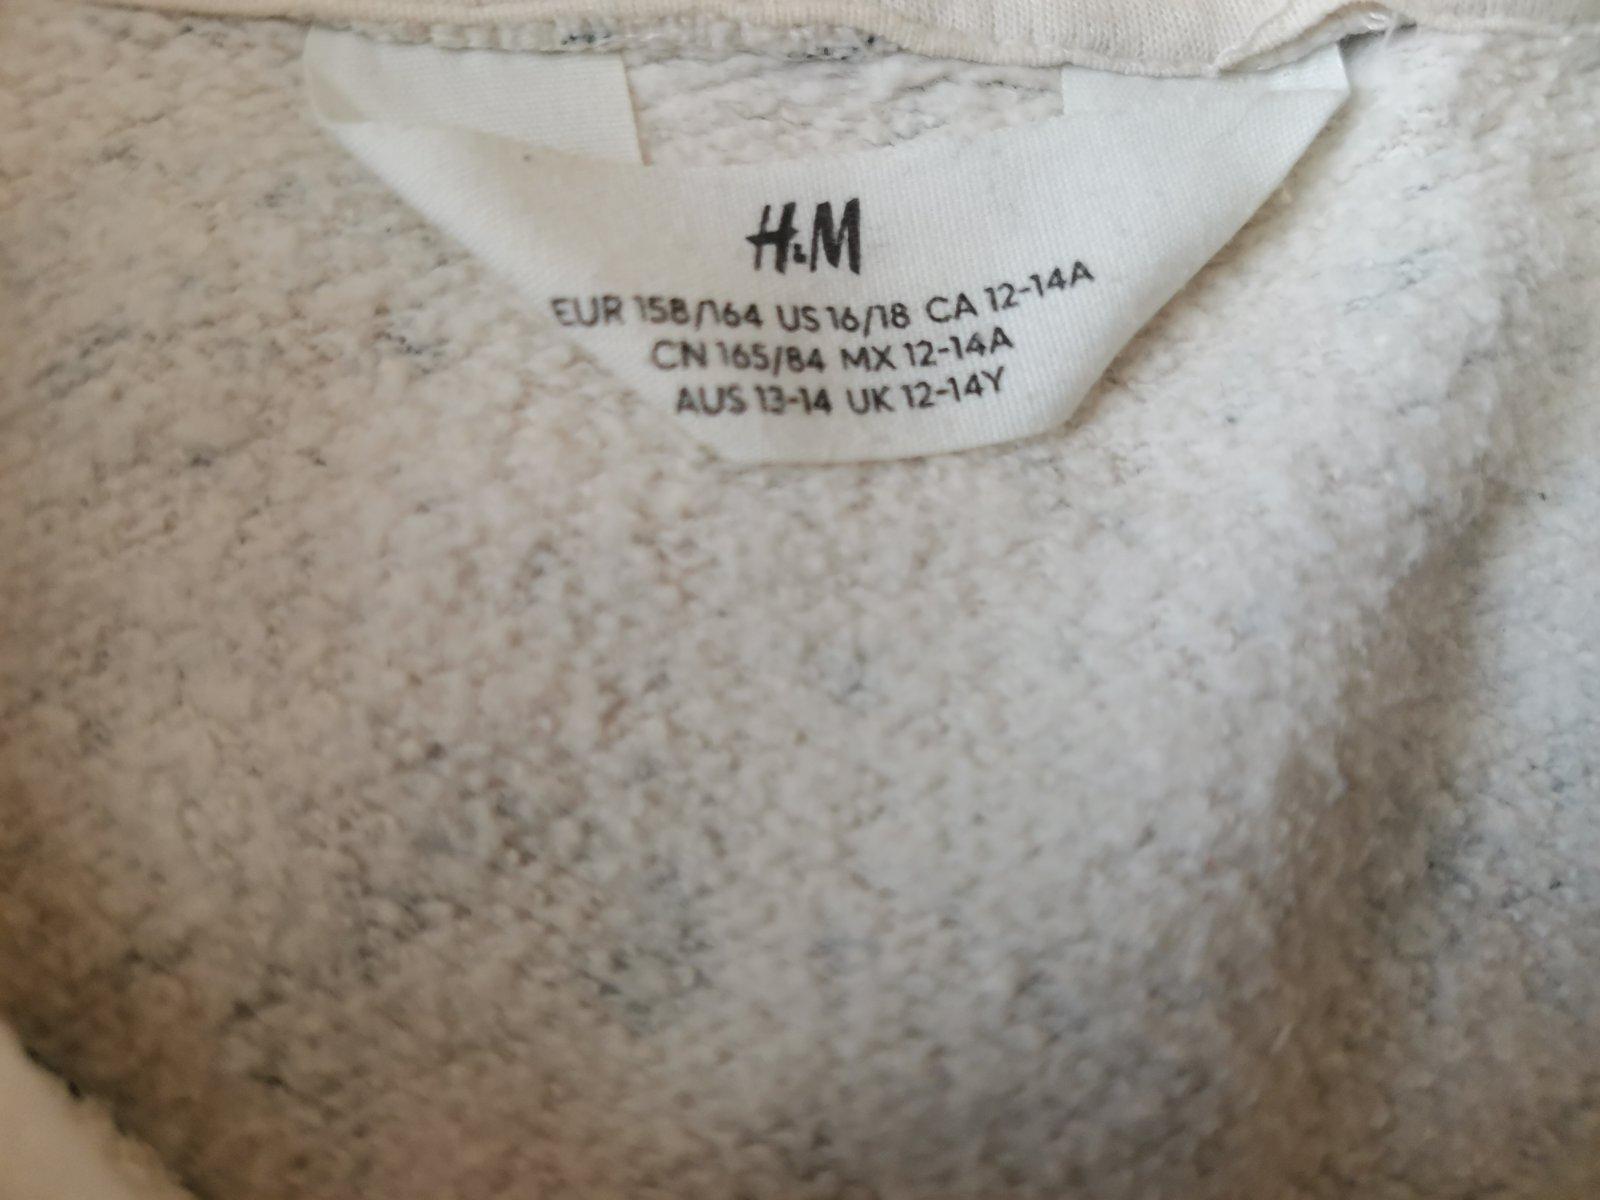 H&M
EUR 158/164 US 16/18 CA 12-14A
CN 165/84 MX 12-14A
AUS 13-14 UK 12-14Y